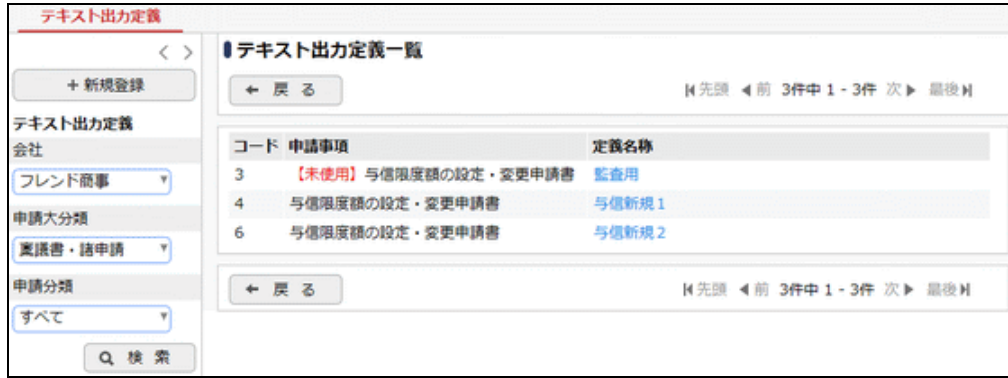 テキスト出力定義
< >
テキスト出力定義一覧
+ 新規登録
← 戻る
先頭 ◀前 3件中 1 - 3件 次▶ 最後
テキスト出力定義
会社
フレンド商事
申請大分類
稟議書・諸申請
申請分類
すべて
検索
コード 申請事項 定義名称
3 【未使用】与信限度額の設定・変更申請書 監査用
4 与信限度額の設定・変更申請書 与信新規1
6 与信限度額の設定・変更申請書 与信新規2
← 戻る
先頭 ◀前 3件中 1 - 3件 次▶ 最後